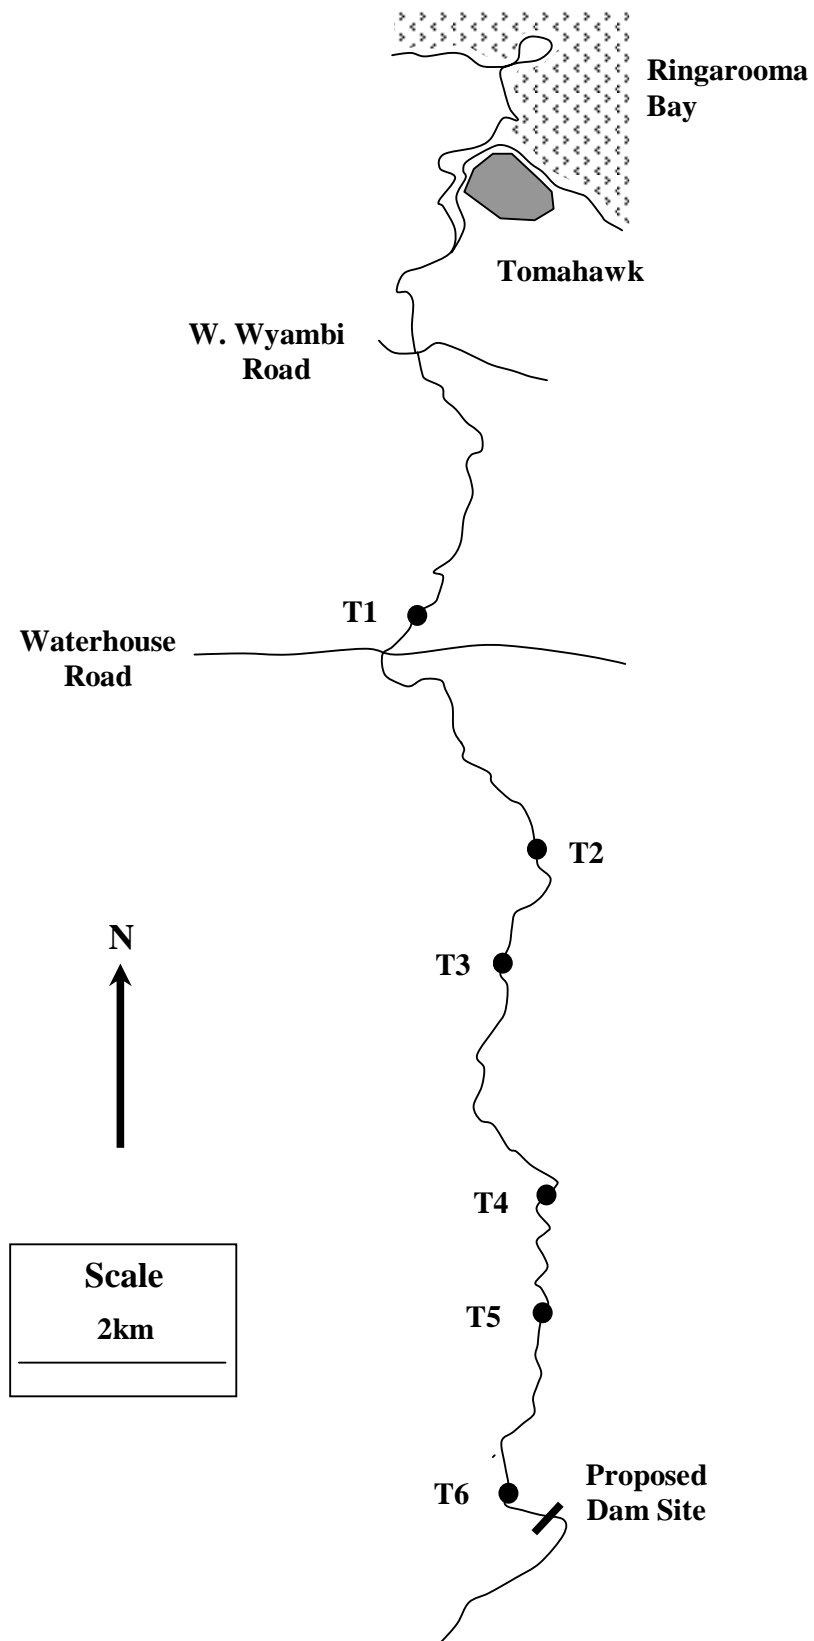 Ringarooma
Bay
Tomahawk
W. Wyambi
Road
T1
Waterhouse
Road
T2
N
T3
T4
Scale
2km
T5
Proposed
Dam Site
T6